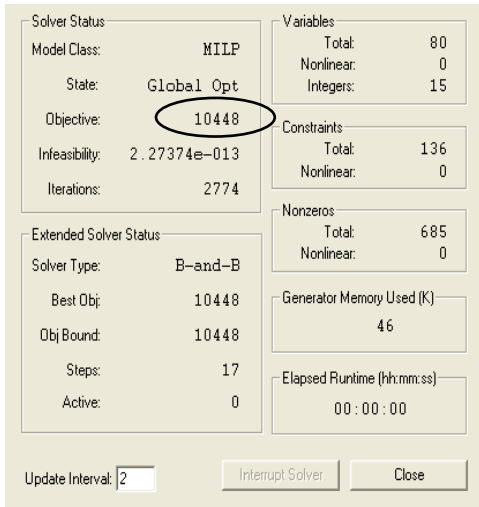 Solver Status
Model Class: MILP
State: Global Opt
Objective: 10448
Infeasibility: 2.27374e-013
Iterations: 2774
Extended Solver Status
Solver Type: B-and-B
Best Obj: 10448
Obj Bound: 10448
Steps: 17
Active: 0
Variables
Total: 80
Nonlinear: 0
Integers: 15
Constraints
Total: 136
Nonlinear: 0
Nonzeros
Total: 685
Nonlinear: 0
Generator Memory Used (K)
46
Elapsed Runtime (hh:mm:ss)
00:00:00
Update Interval: 2
Interrupt Solver
Close